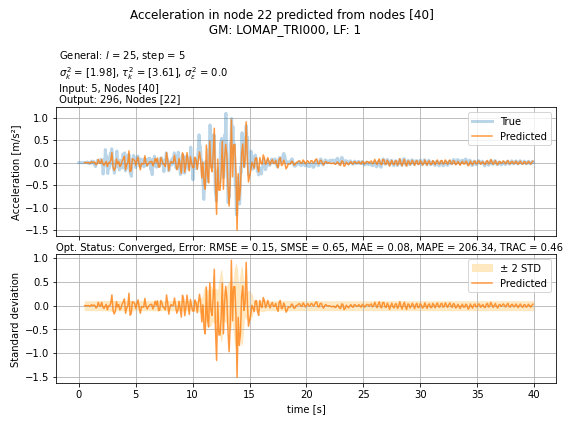 Acceleration in node 22 predicted from nodes [40]
GM: LOMAP_TRI000, LF: 1
General: l = 25, step = 5
σ²ₖ = [1.98], τ²ₖ = [3.61], σ²ε = 0.0
Input: 5, Nodes [40]
Output: 296, Nodes [22]
Acceleration [m/s²]
1.0
0.5
0.0
−0.5
−1.0
−1.5
True
Predicted
Opt. Status: Converged, Error: RMSE = 0.15, SMSE = 0.65, MAE = 0.08, MAPE = 206.34, TRAC = 0.46
Standard deviation
1.0
0.5
0.0
−0.5
−1.0
−1.5
± 2 STD
Predicted
0 5 10 15 20 25 30 35 40
time [s]